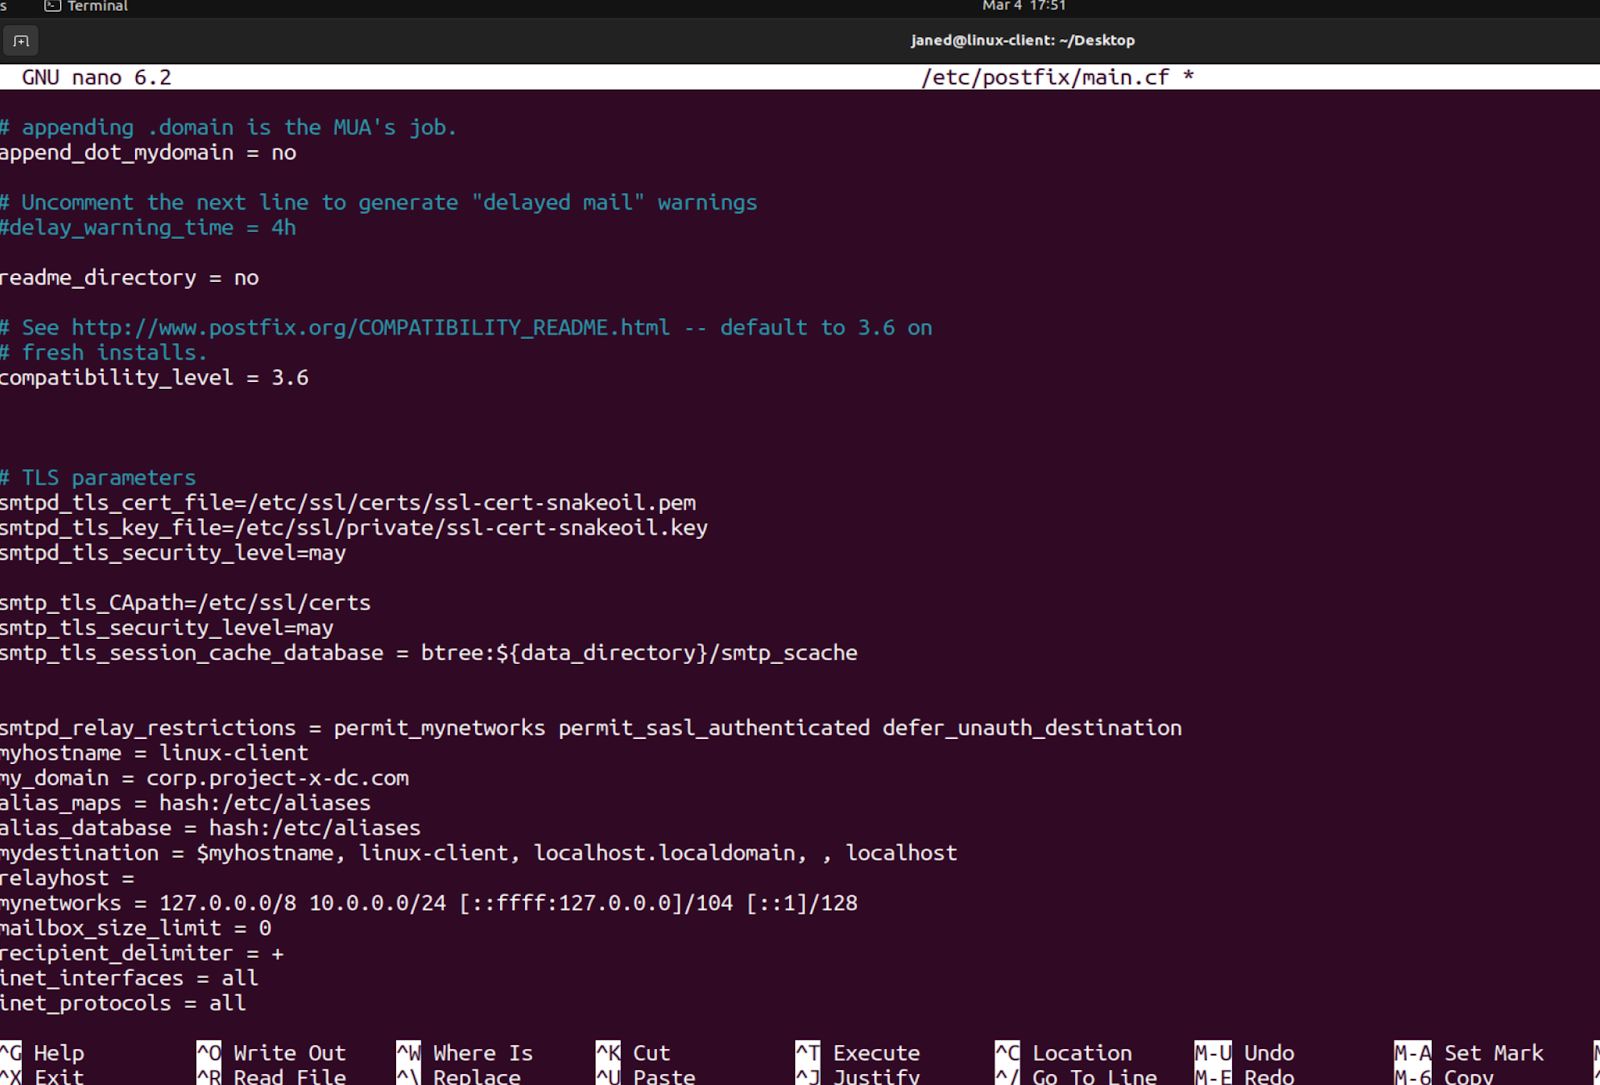 s Terminal Mar 4 17:51
janed@linux-client: ~/Desktop
GNU nano 6.2 /etc/postfix/main.cf *
# appending .domain is the MUA's job.
append_dot_mydomain = no
# Uncomment the next line to generate "delayed mail" warnings
#delay_warning_time = 4h
readme_directory = no
# See http://www.postfix.org/COMPATIBILITY_README.html -- default to 3.6 on
# fresh installs.
compatibility_level = 3.6
# TLS parameters
smtpd_tls_cert_file=/etc/ssl/certs/ssl-cert-snakeoil.pem
smtpd_tls_key_file=/etc/ssl/private/ssl-cert-snakeoil.key
smtpd_tls_security_level=may
smtp_tls_CApath=/etc/ssl/certs
smtp_tls_security_level=may
smtp_tls_session_cache_database = btree:${data_directory}/smtp_scache
smtpd_relay_restrictions = permit_mynetworks permit_sasl_authenticated defer_unauth_destination
myhostname = linux-client
my_domain = corp.project-x-dc.com
alias_maps = hash:/etc/aliases
alias_database = hash:/etc/aliases
mydestination = $myhostname, linux-client, localhost.localdomain, , localhost
relayhost =
mynetworks = 127.0.0.0/8 10.0.0.0/24 [::ffff:127.0.0.0]/104 [::1]/128
mailbox_size_limit = 0
recipient_delimiter = +
inet_interfaces = all
inet_protocols = all
^G Help ^O Write Out ^W Where Is ^K Cut ^T Execute ^C Location M-U Undo M-A Set Mark
^X Exit ^R Read File ^\ Replace ^U Paste ^J Justify ^/ Go To Line M-E Redo M-6 Copy